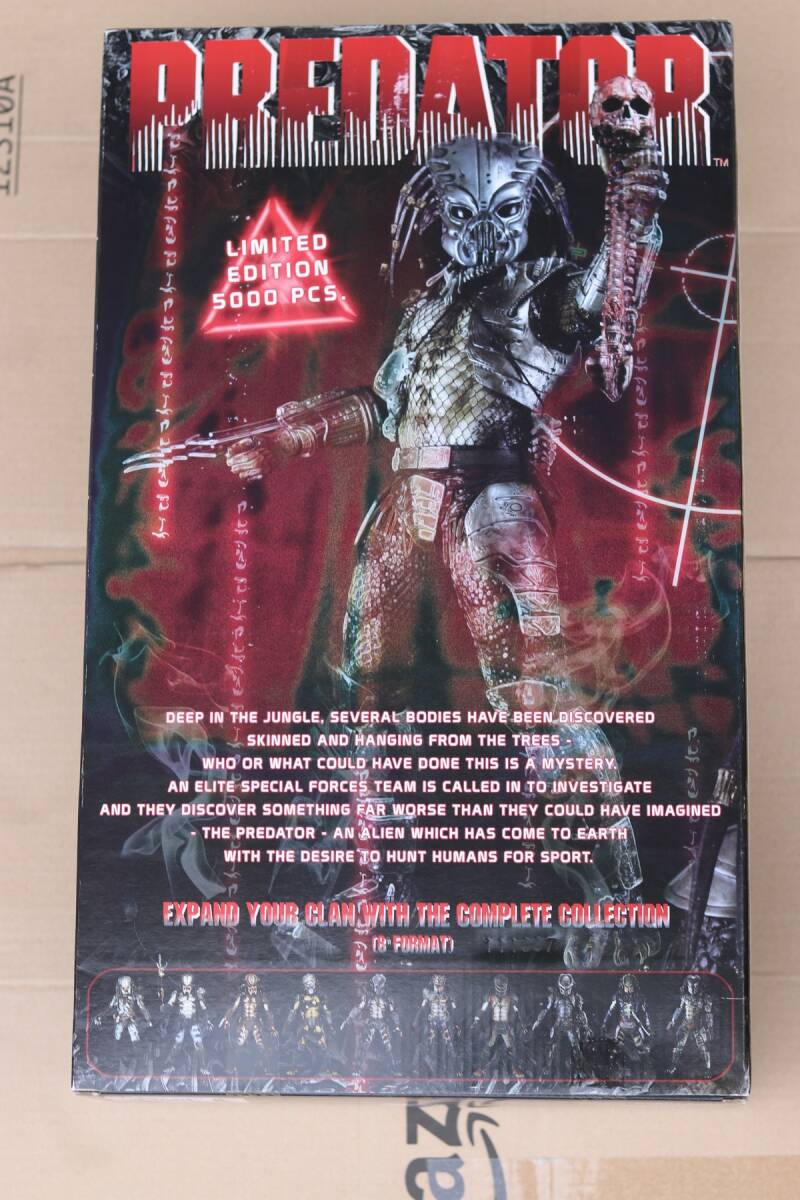 PREDATOR™
LIMITED
EDITION
5000 PCS.
DEEP IN THE JUNGLE, SEVERAL BODIES HAVE BEEN DISCOVERED
SKINNED AND HANGING FROM THE TREES -
WHO OR WHAT COULD HAVE DONE THIS IS A MYSTERY.
AN ELITE SPECIAL FORCES TEAM IS CALLED IN TO INVESTIGATE
AND THEY DISCOVER SOMETHING FAR WORSE THAN THEY COULD HAVE IMAGINED
- THE PREDATOR - AN ALIEN WHICH HAS COME TO EARTH
WITH THE DESIRE TO HUNT HUMANS FOR SPORT.
EXPAND YOUR CLAN WITH THE COMPLETE COLLECTION
(8" FORMAT)
az
12310A